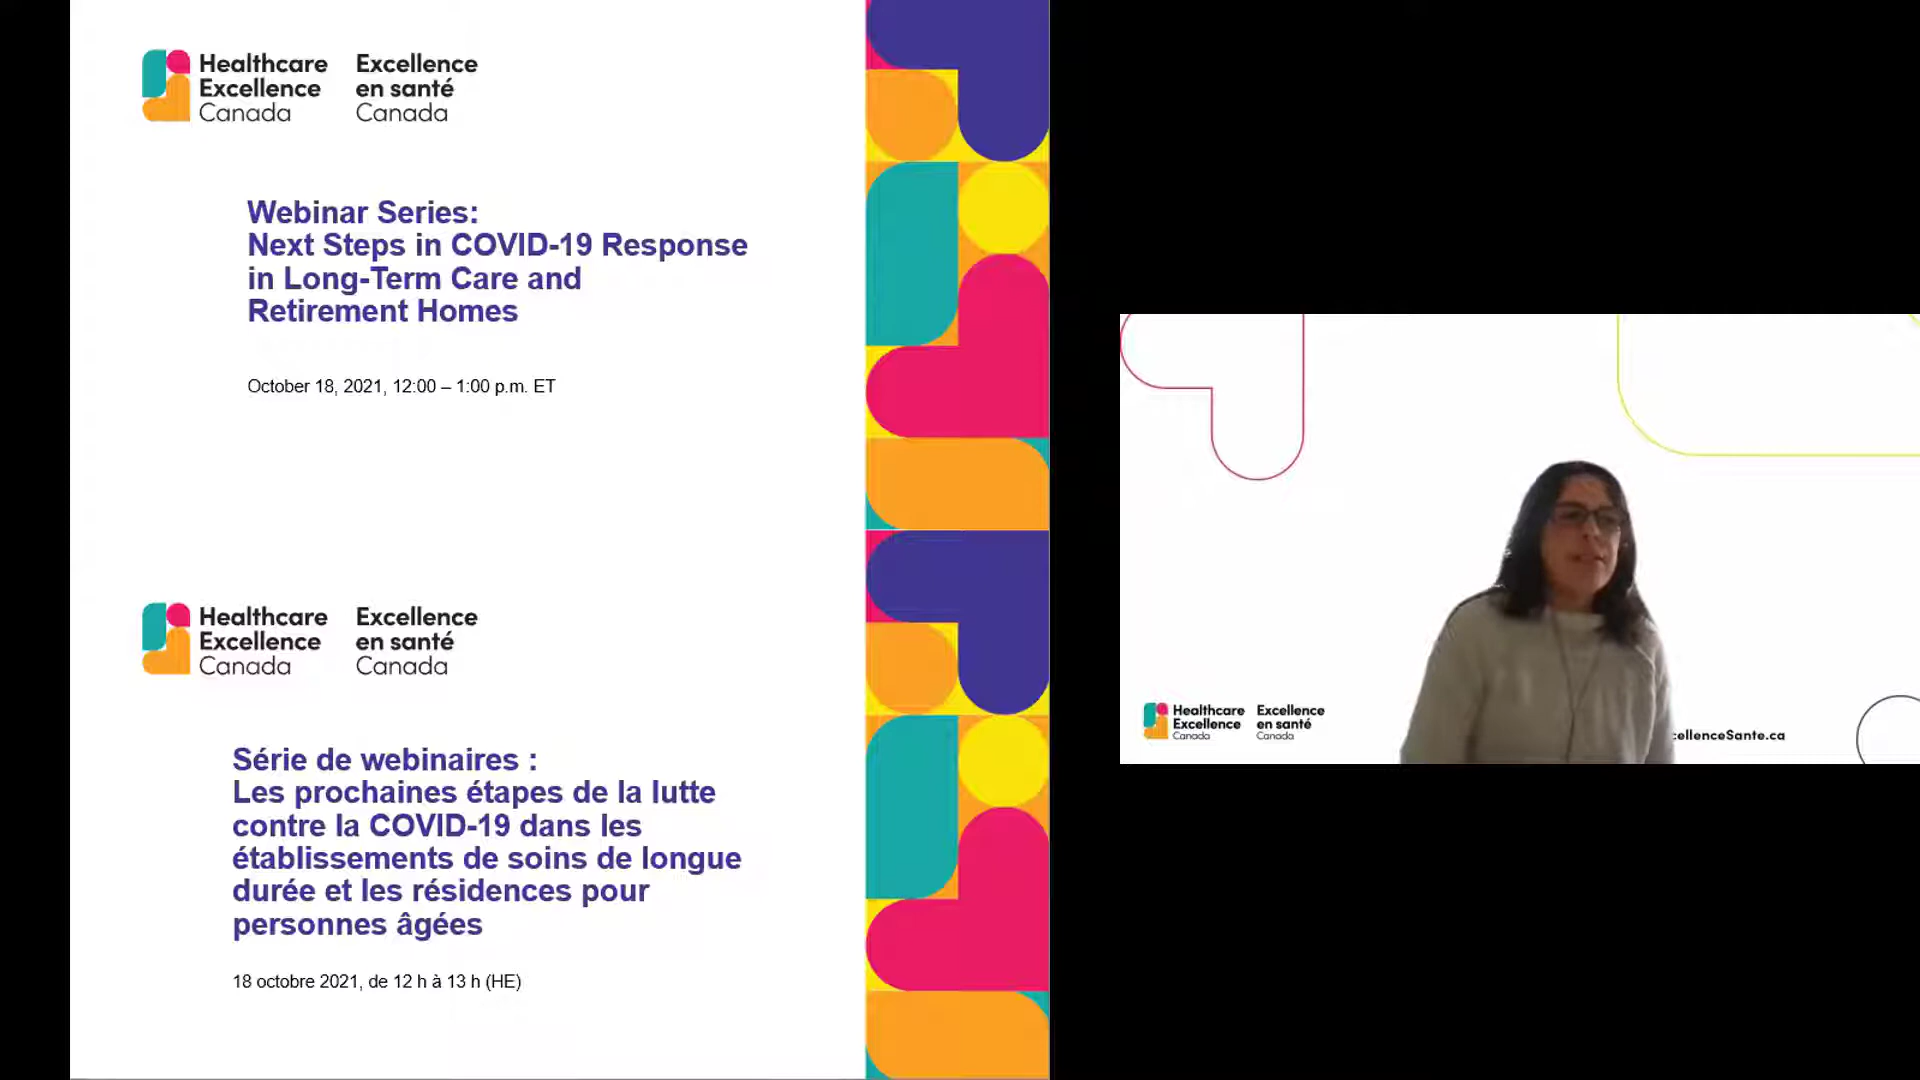 Healthcare
Excellence
Canada
Excellence
en santé
Canada
Webinar Series:
Next Steps in COVID-19 Response
in Long-Term Care and
Retirement Homes
October 18, 2021, 12:00 – 1:00 p.m. ET
Healthcare
Excellence
Canada
Excellence
en santé
Canada
Série de webinaires :
Les prochaines étapes de la lutte
contre la COVID-19 dans les
établissements de soins de longue
durée et les résidences pour
personnes âgées
18 octobre 2021, de 12 h à 13 h (HE)
Healthcare
Excellence
Canada
Excellence
en santé
Canada
cellenceSante.ca